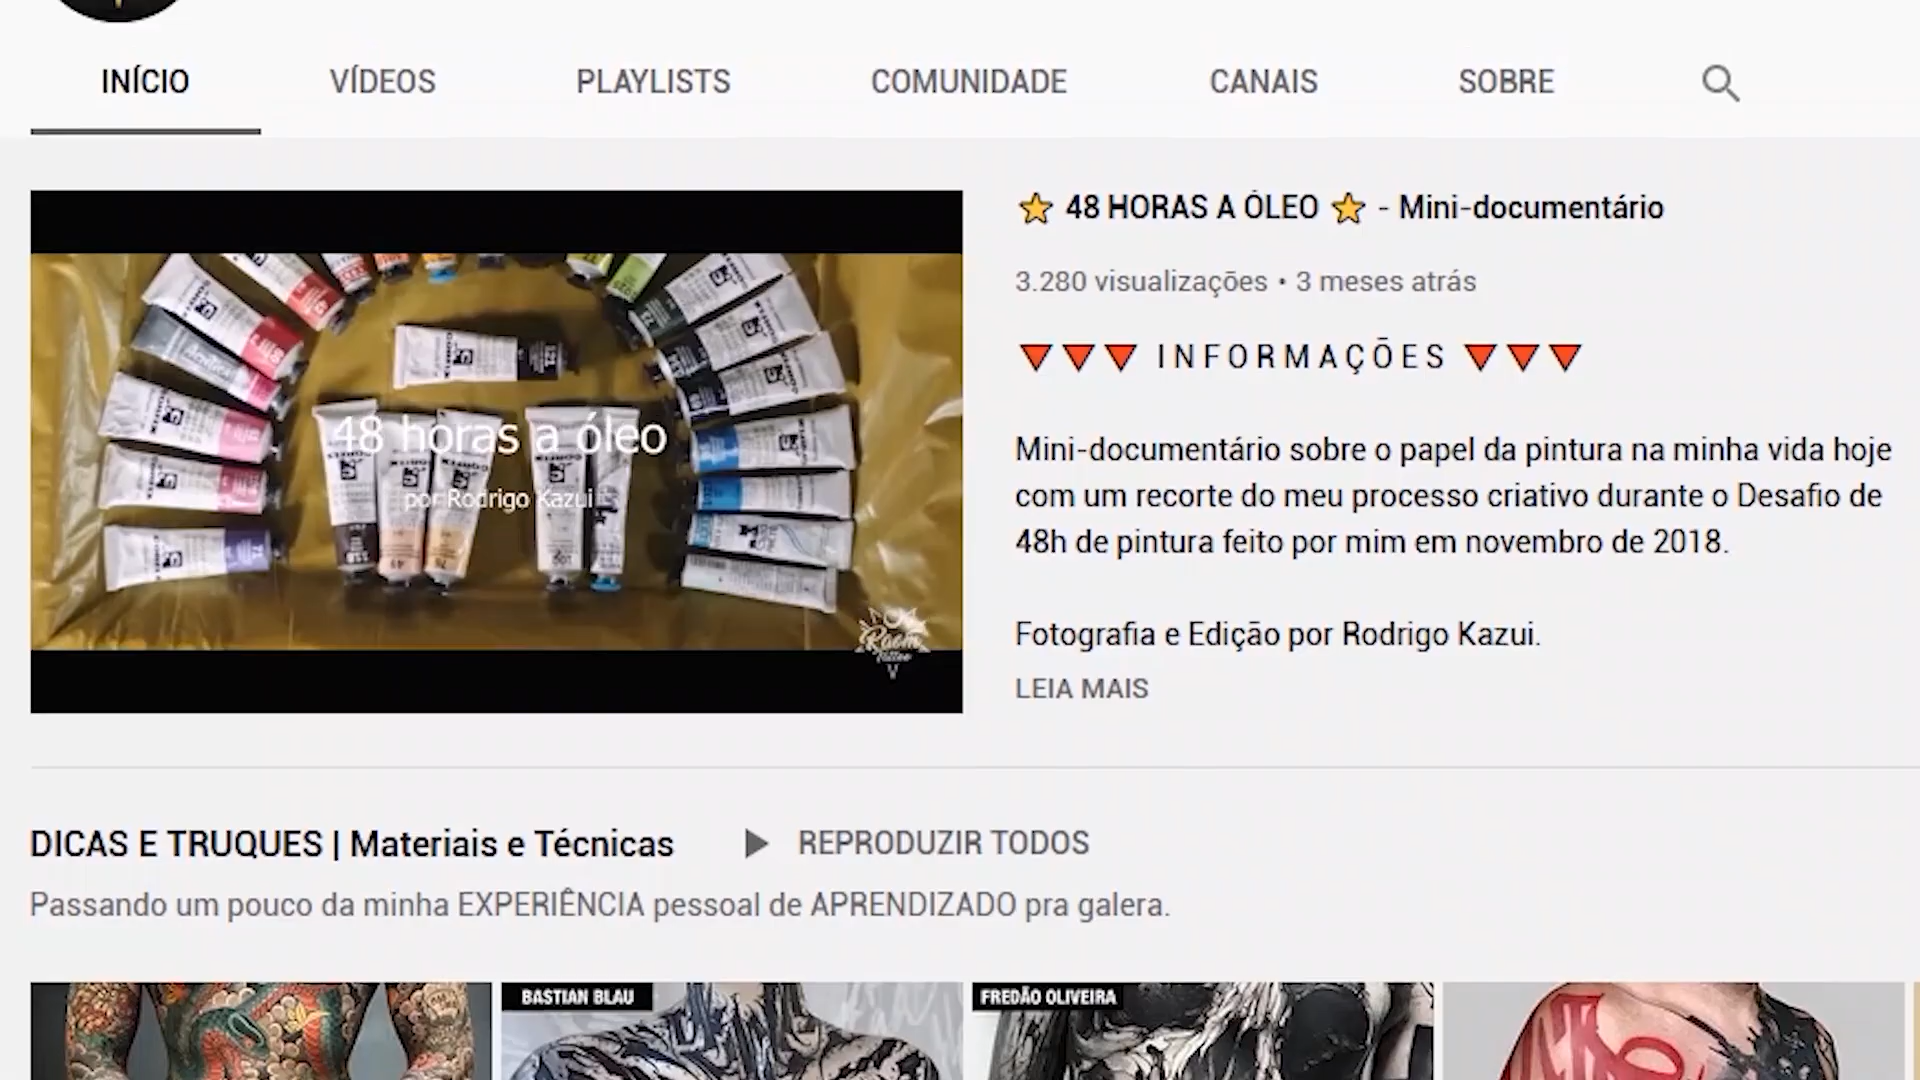 INÍCIO VÍDEOS PLAYLISTS COMUNIDADE CANAIS SOBRE
⭐ 48 HORAS A ÓLEO ⭐ - Mini-documentário
3.280 visualizações • 3 meses atrás
🔻🔻🔻 I N F O R M A Ç Õ E S 🔻🔻🔻
Mini-documentário sobre o papel da pintura na minha vida hoje
com um recorte do meu processo criativo durante o Desafio de
48h de pintura feito por mim em novembro de 2018.
Fotografia e Edição por Rodrigo Kazui.
LEIA MAIS
48 horas a óleo
por Rodrigo Kazui
DICAS E TRUQUES | Materiais e Técnicas
REPRODUZIR TODOS
Passando um pouco da minha EXPERIÊNCIA pessoal de APRENDIZADO pra galera.
BASTIAN BLAU
FREDÃO OLIVEIRA